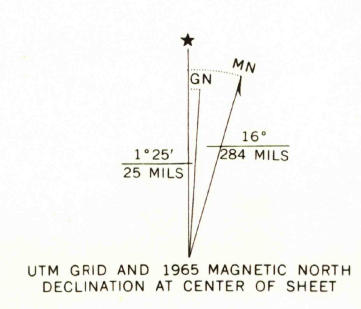 ★
MN
GN
16°
284 MILS
1°25′
25 MILS
UTM GRID AND 1965 MAGNETIC NORTH
DECLINATION AT CENTER OF SHEET